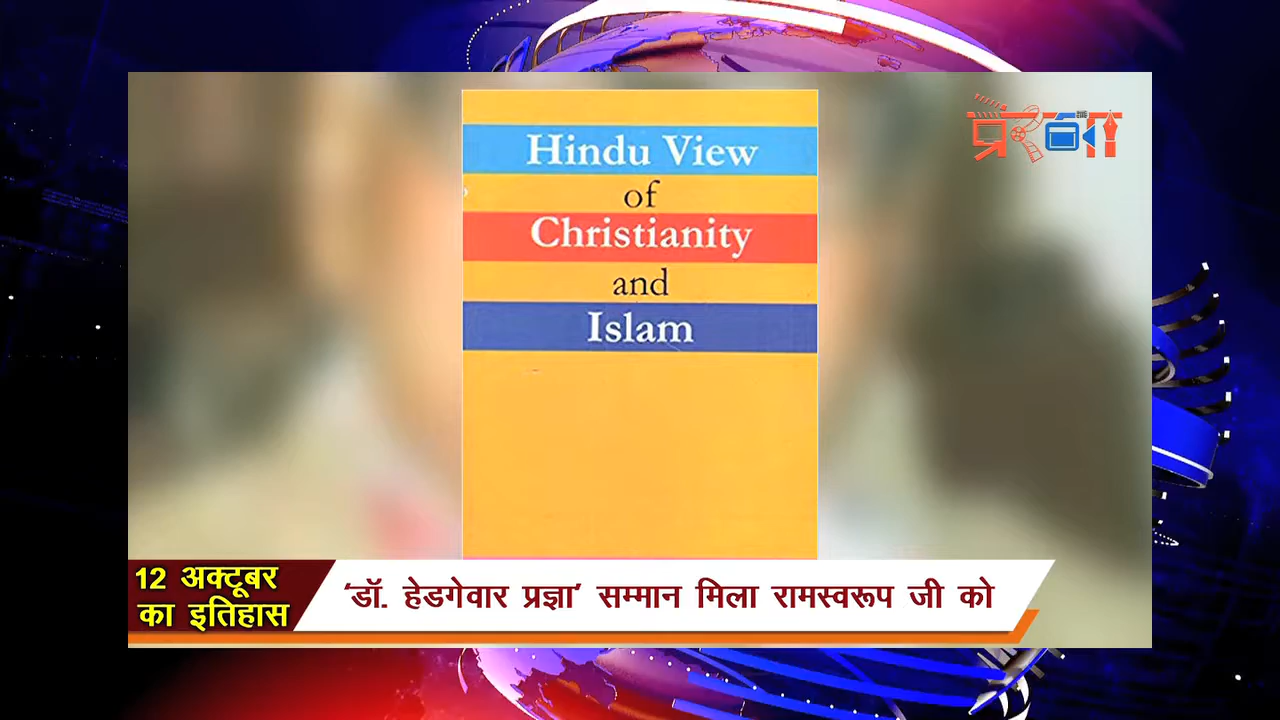 Hindu View
of
Christianity
and
Islam
12 अक्टूबर
का इतिहास
'डॉ. हेडगेवार प्रज्ञा' सम्मान मिला रामस्वरूप जी को